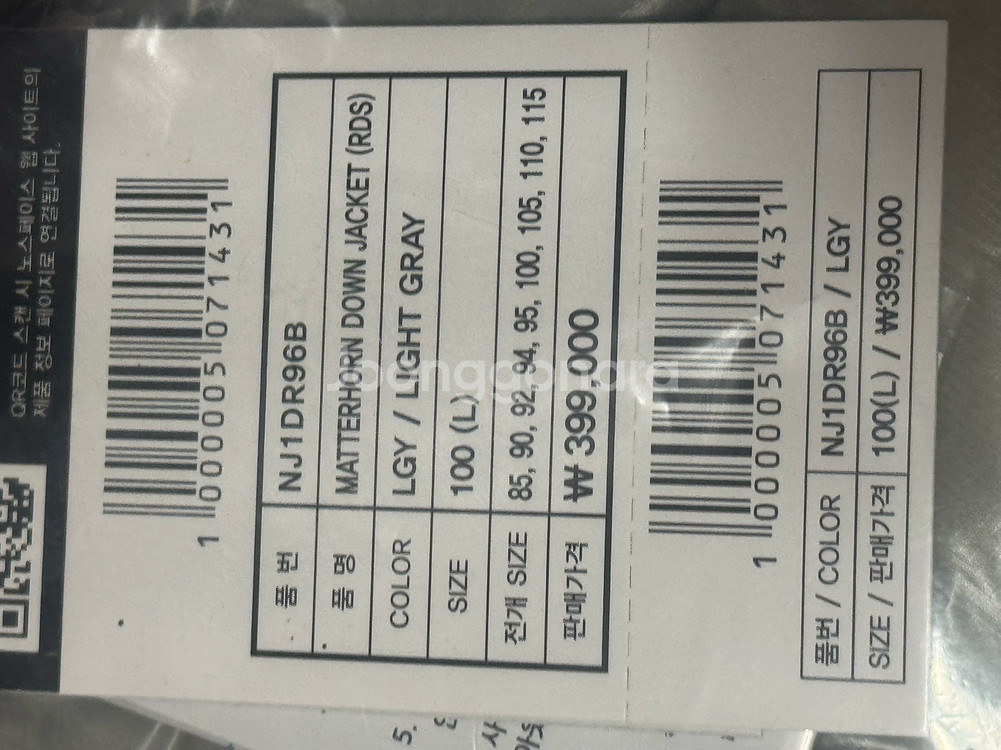 QR코드 스캔 시 노스페이스 웹 사이트의
제품 정보 페이지로 연결됩니다.
1 000005 071431
품 번 NJ1DR96B
품 명 MATTERHORN DOWN JACKET (RDS)
COLOR LGY / LIGHT GRAY
SIZE 100 (L)
전개 SIZE 85, 90, 92, 94, 95, 100, 105, 110, 115
판매가격 ₩ 399,000
joonggonara
1 000005 071431
품번 / COLOR NJ1DR96B / LGY
SIZE / 판매가격 100(L) / ₩399,000
5.
사